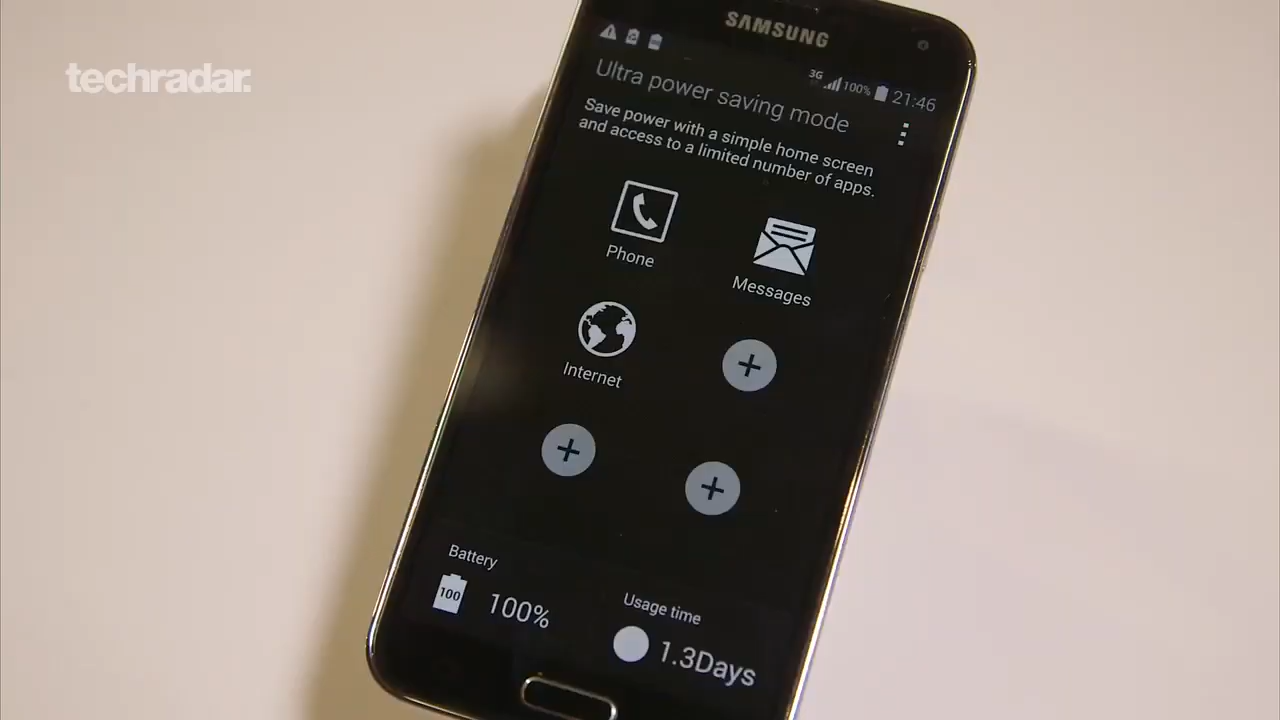 techradar.
SAMSUNG
3G 100% 21:46
Ultra power saving mode
Save power with a simple home screen
and access to a limited number of apps.
Phone
Messages
Internet
Battery
100 100%
Usage time
1.3Days